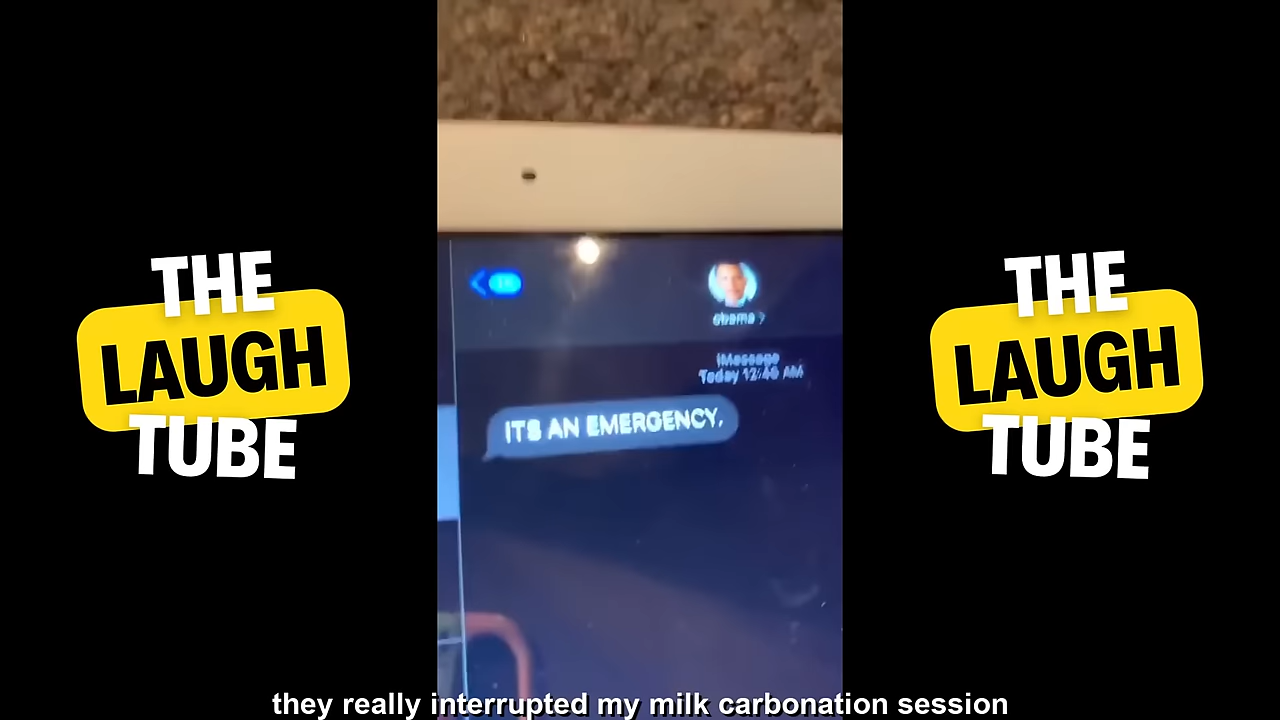 THE
LAUGH
TUBE
obama >
iMessage
Today 12:46 AM
ITS AN EMERGENCY,
THE
LAUGH
TUBE
they really interrupted my milk carbonation session